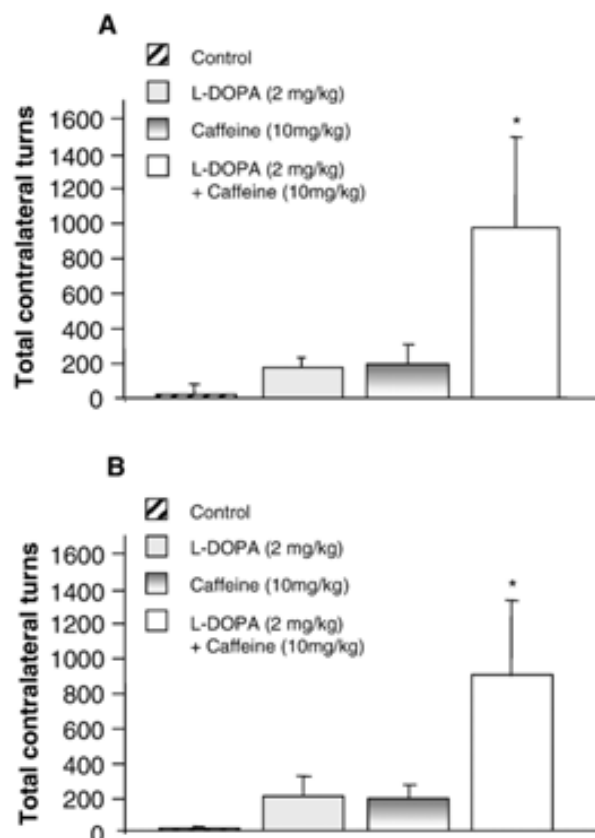 A
Control
L-DOPA (2 mg/kg)
Caffeine (10mg/kg)
L-DOPA (2 mg/kg)
+ Caffeine (10mg/kg)
Total contralateral turns
1600
1400
1200
1000
800
600
400
200
0
*
B
Control
L-DOPA (2 mg/kg)
Caffeine (10mg/kg)
L-DOPA (2 mg/kg)
+ Caffeine (10mg/kg)
Total contralateral turns
1600
1400
1200
1000
800
600
400
200
0
*